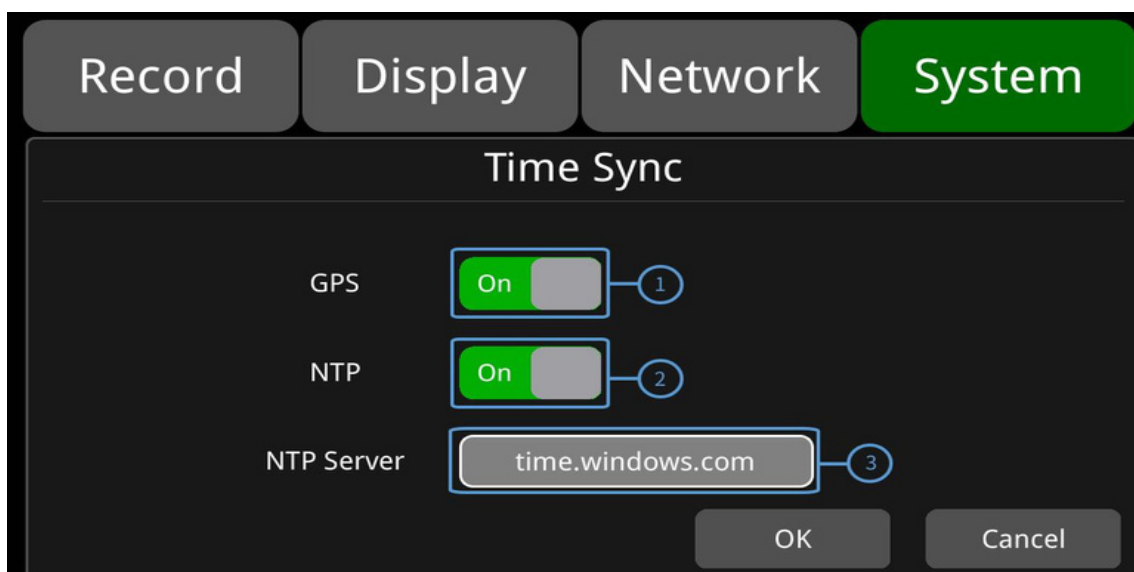 Record Display Network System
Time Sync
GPS On 1
NTP On 2
NTP Server time.windows.com 3
OK Cancel